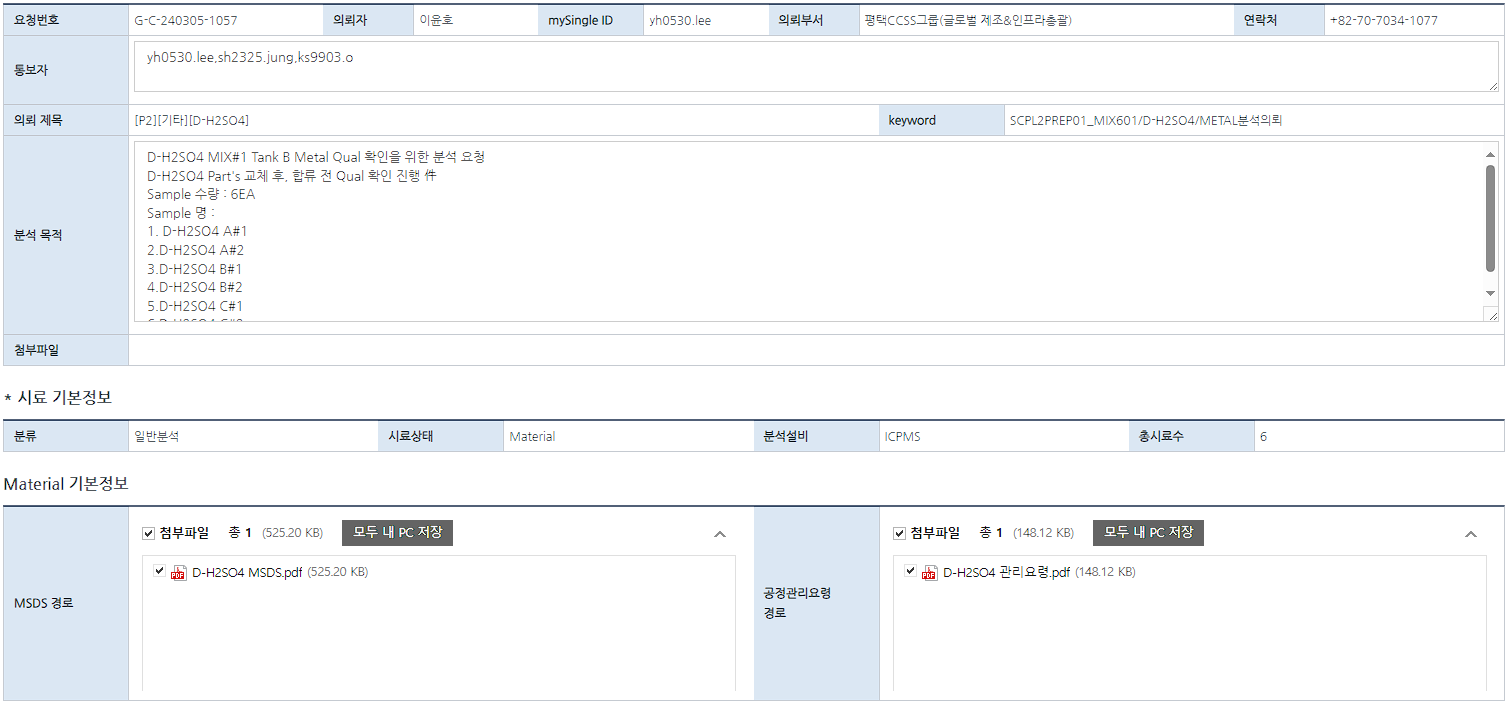 요청번호 G-C-240305-1057 의뢰자 이윤호 mySingle ID yh0530.lee 의뢰부서 평택CCSS그룹(글로벌 제조&인프라총괄) 연락처 +82-70-7034-1077
통보자 yh0530.lee,sh2325.jung,ks9903.o
의뢰 제목 [P2][기타][D-H2SO4] keyword SCPL2PREP01_MIX601/D-H2SO4/METAL분석의뢰
분석 목적
D-H2SO4 MIX#1 Tank B Metal Qual 확인을 위한 분석 요청
D-H2SO4 Part's 교체 후, 합류 전 Qual 확인 진행 件
Sample 수량 : 6EA
Sample 명 :
1. D-H2SO4 A#1
2.D-H2SO4 A#2
3.D-H2SO4 B#1
4.D-H2SO4 B#2
5.D-H2SO4 C#1
첨부파일
* 시료 기본정보
분류 일반분석 시료상태 Material 분석설비 ICPMS 총시료수 6
Material 기본정보
MSDS 경로
첨부파일 총 1 (525.20 KB) 모두 내 PC 저장
D-H2SO4 MSDS.pdf (525.20 KB)
공정관리요령
경로
첨부파일 총 1 (148.12 KB) 모두 내 PC 저장
D-H2SO4 관리요령.pdf (148.12 KB)